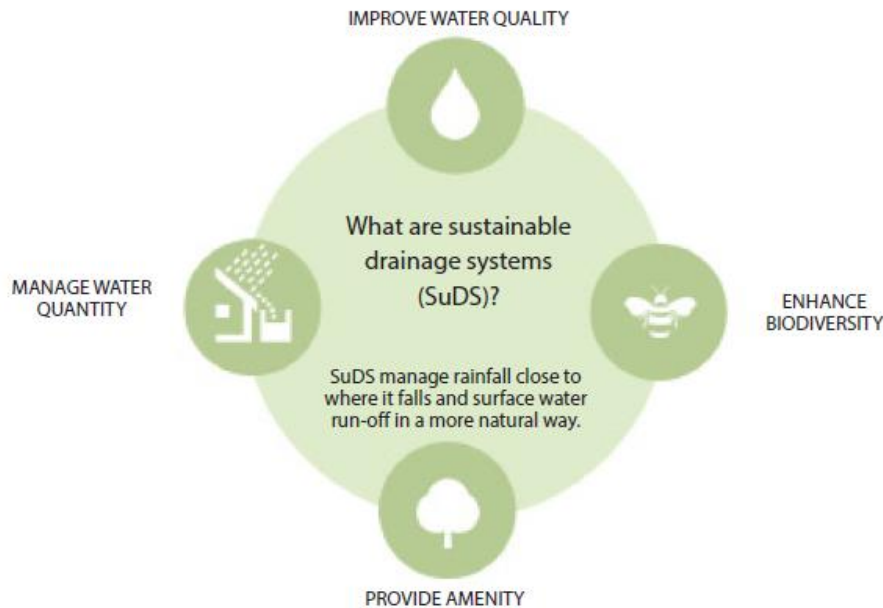 IMPROVE WATER QUALITY
What are sustainable
drainage systems
(SuDS)?
MANAGE WATER
QUANTITY
ENHANCE
BIODIVERSITY
SuDS manage rainfall close to
where it falls and surface water
run-off in a more natural way.
PROVIDE AMENITY